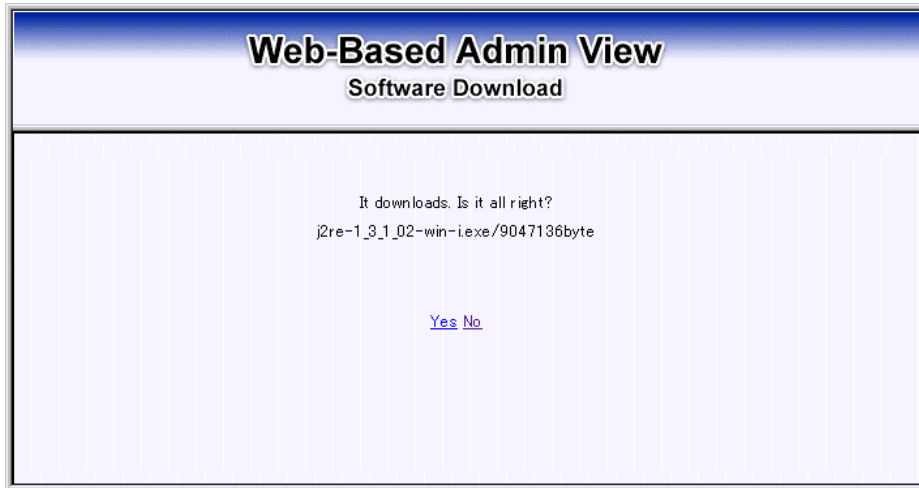 Web-Based Admin View
Software Download
It downloads. Is it all right?
j2re-1_3_1_02-win-i.exe/9047136byte
Yes No